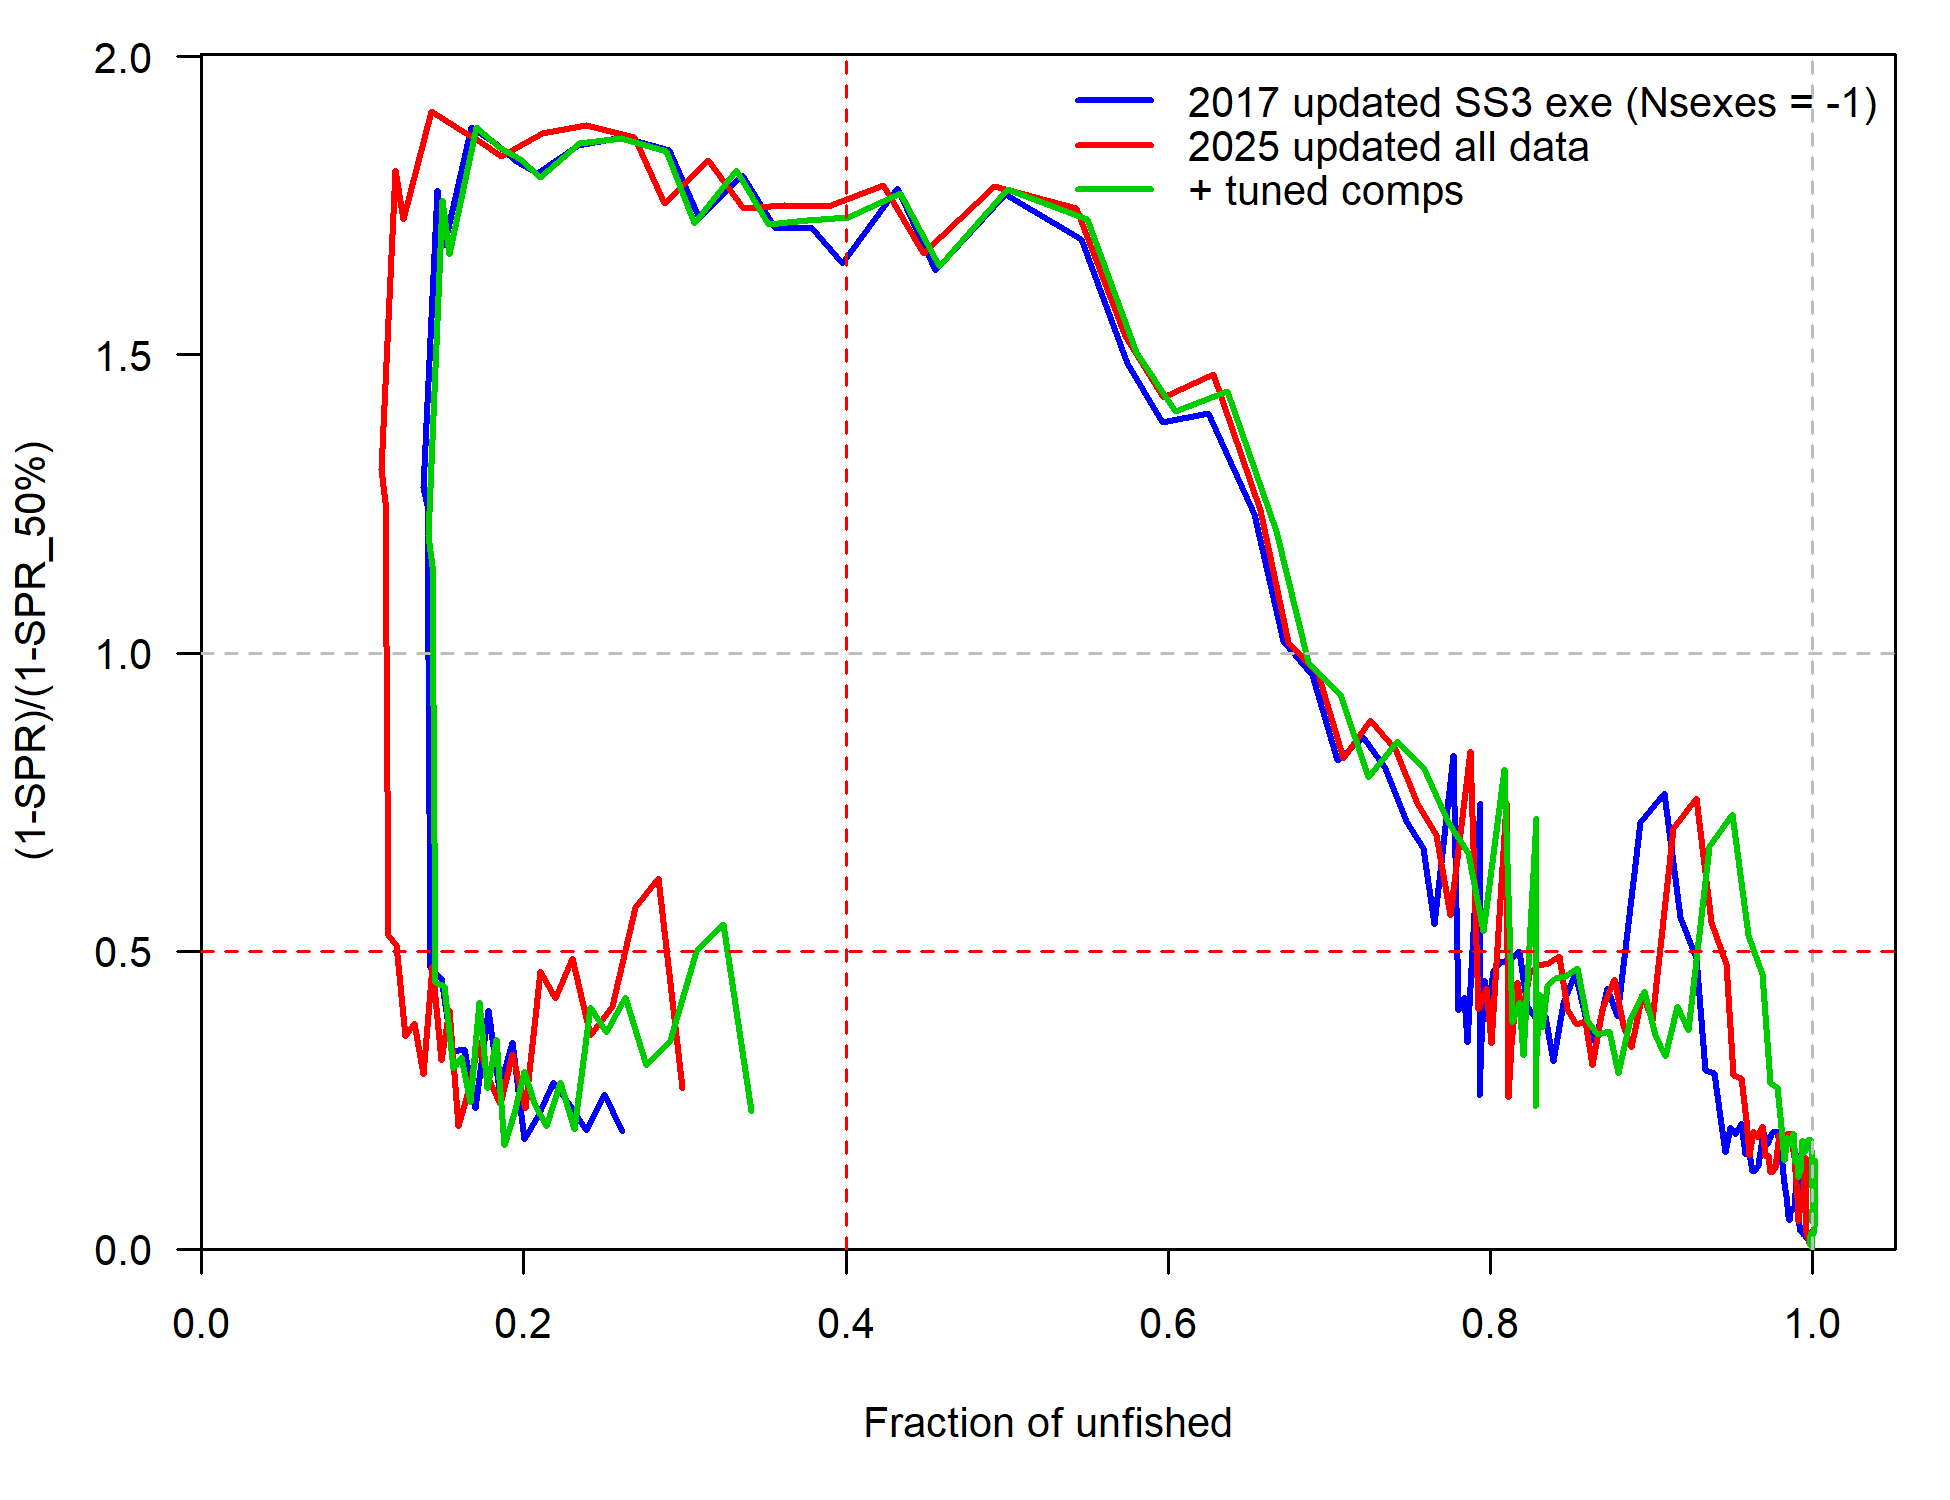 2.0
1.5
1.0
0.5
0.0
(1-SPR)/(1-SPR_50%)
2017 updated SS3 exe (Nsexes = -1)
2025 updated all data
+ tuned comps
0.0 0.2 0.4 0.6 0.8 1.0
Fraction of unfished